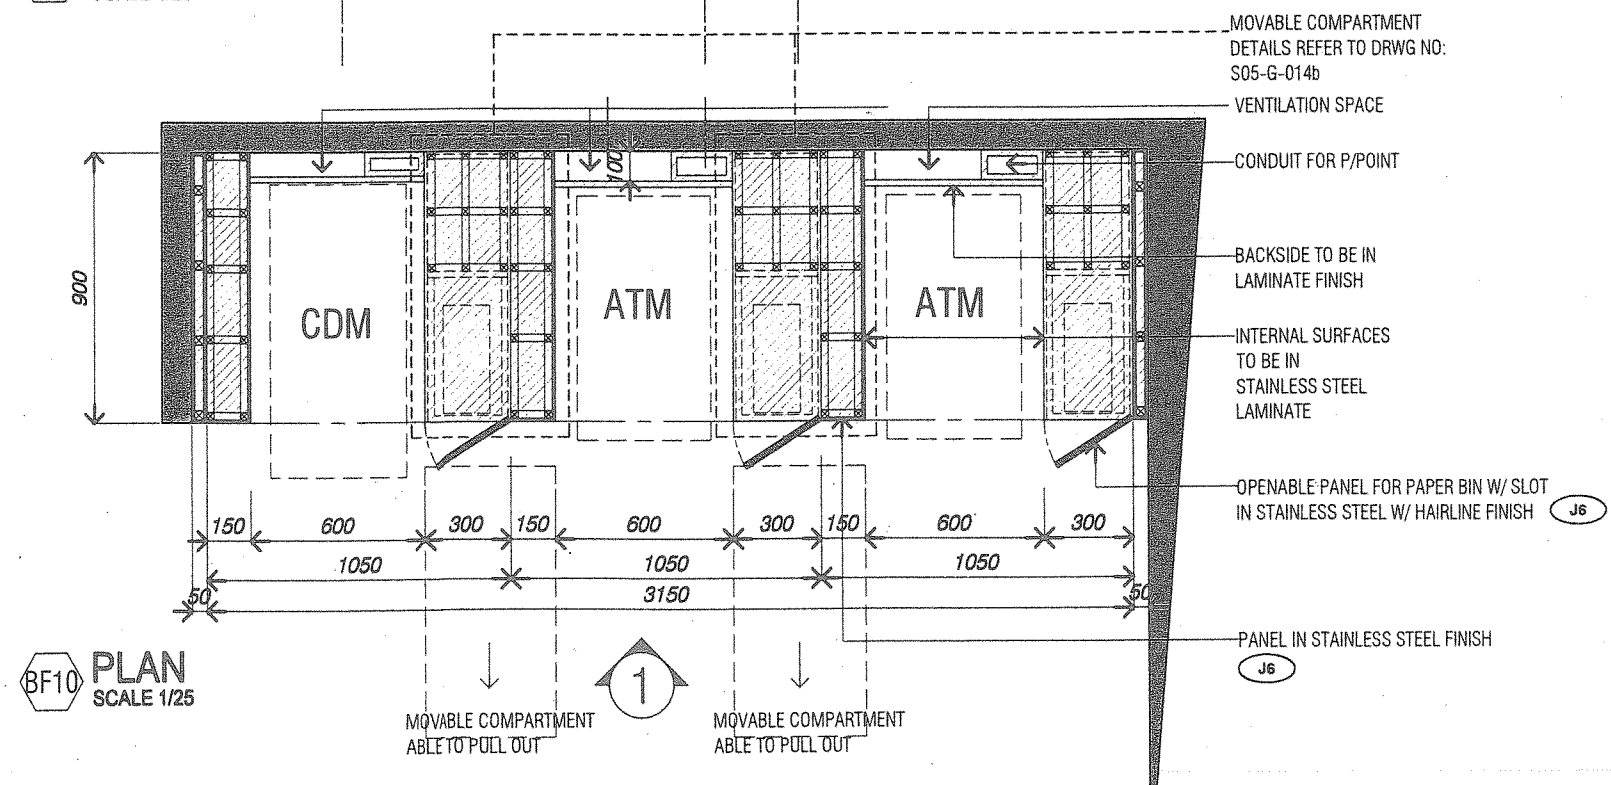 MOVABLE COMPARTMENT
DETAILS REFER TO DRWG NO:
S05-G-014b
VENTILATION SPACE
CONDUIT FOR P/POINT
BACKSIDE TO BE IN
LAMINATE FINISH
INTERNAL SURFACES
TO BE IN
STAINLESS STEEL
LAMINATE
OPENABLE PANEL FOR PAPER BIN W/ SLOT
IN STAINLESS STEEL W/ HAIRLINE FINISH
J6
PANEL IN STAINLESS STEEL FINISH
J6
100
900
CDM
ATM
ATM
150 600 300 150 600 300 150 600 300
1050 1050 1050
50 3150 50
BF10
PLAN
SCALE 1/25
1
MOVABLE COMPARTMENT
ABLE TO PULL OUT
MOVABLE COMPARTMENT
ABLE TO PULL OUT